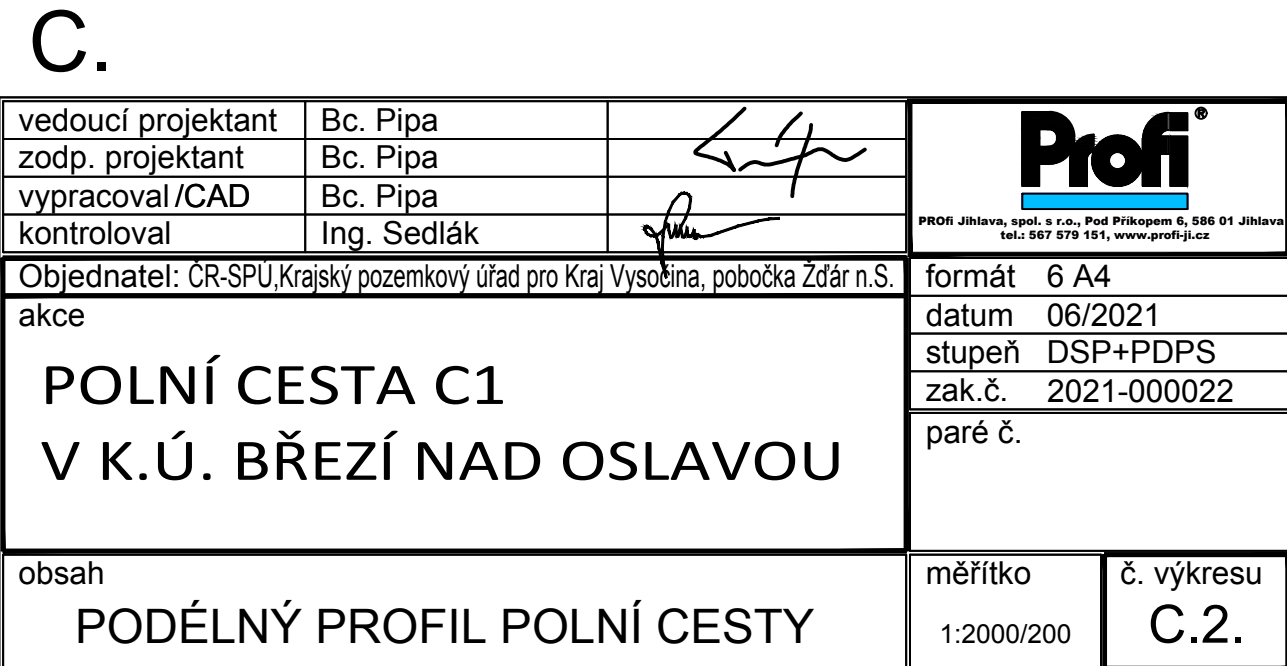 C.
vedoucí projektant Bc. Pipa
zodp. projektant Bc. Pipa
vypracoval /CAD Bc. Pipa
kontroloval Ing. Sedlák
Profi ®
PROfi Jihlava, spol. s r.o., Pod Příkopem 6, 586 01 Jihlava
tel.: 567 579 151, www.profi-ji.cz
Objednatel: ČR-SPÚ,Krajský pozemkový úřad pro Kraj Vysočina, pobočka Žďár n.S.
formát 6 A4
datum 06/2021
stupeň DSP+PDPS
zak.č. 2021-000022
paré č.
akce
POLNÍ CESTA C1
V K.Ú. BŘEZÍ NAD OSLAVOU
obsah
PODÉLNÝ PROFIL POLNÍ CESTY
měřítko
1:2000/200
č. výkresu
C.2.